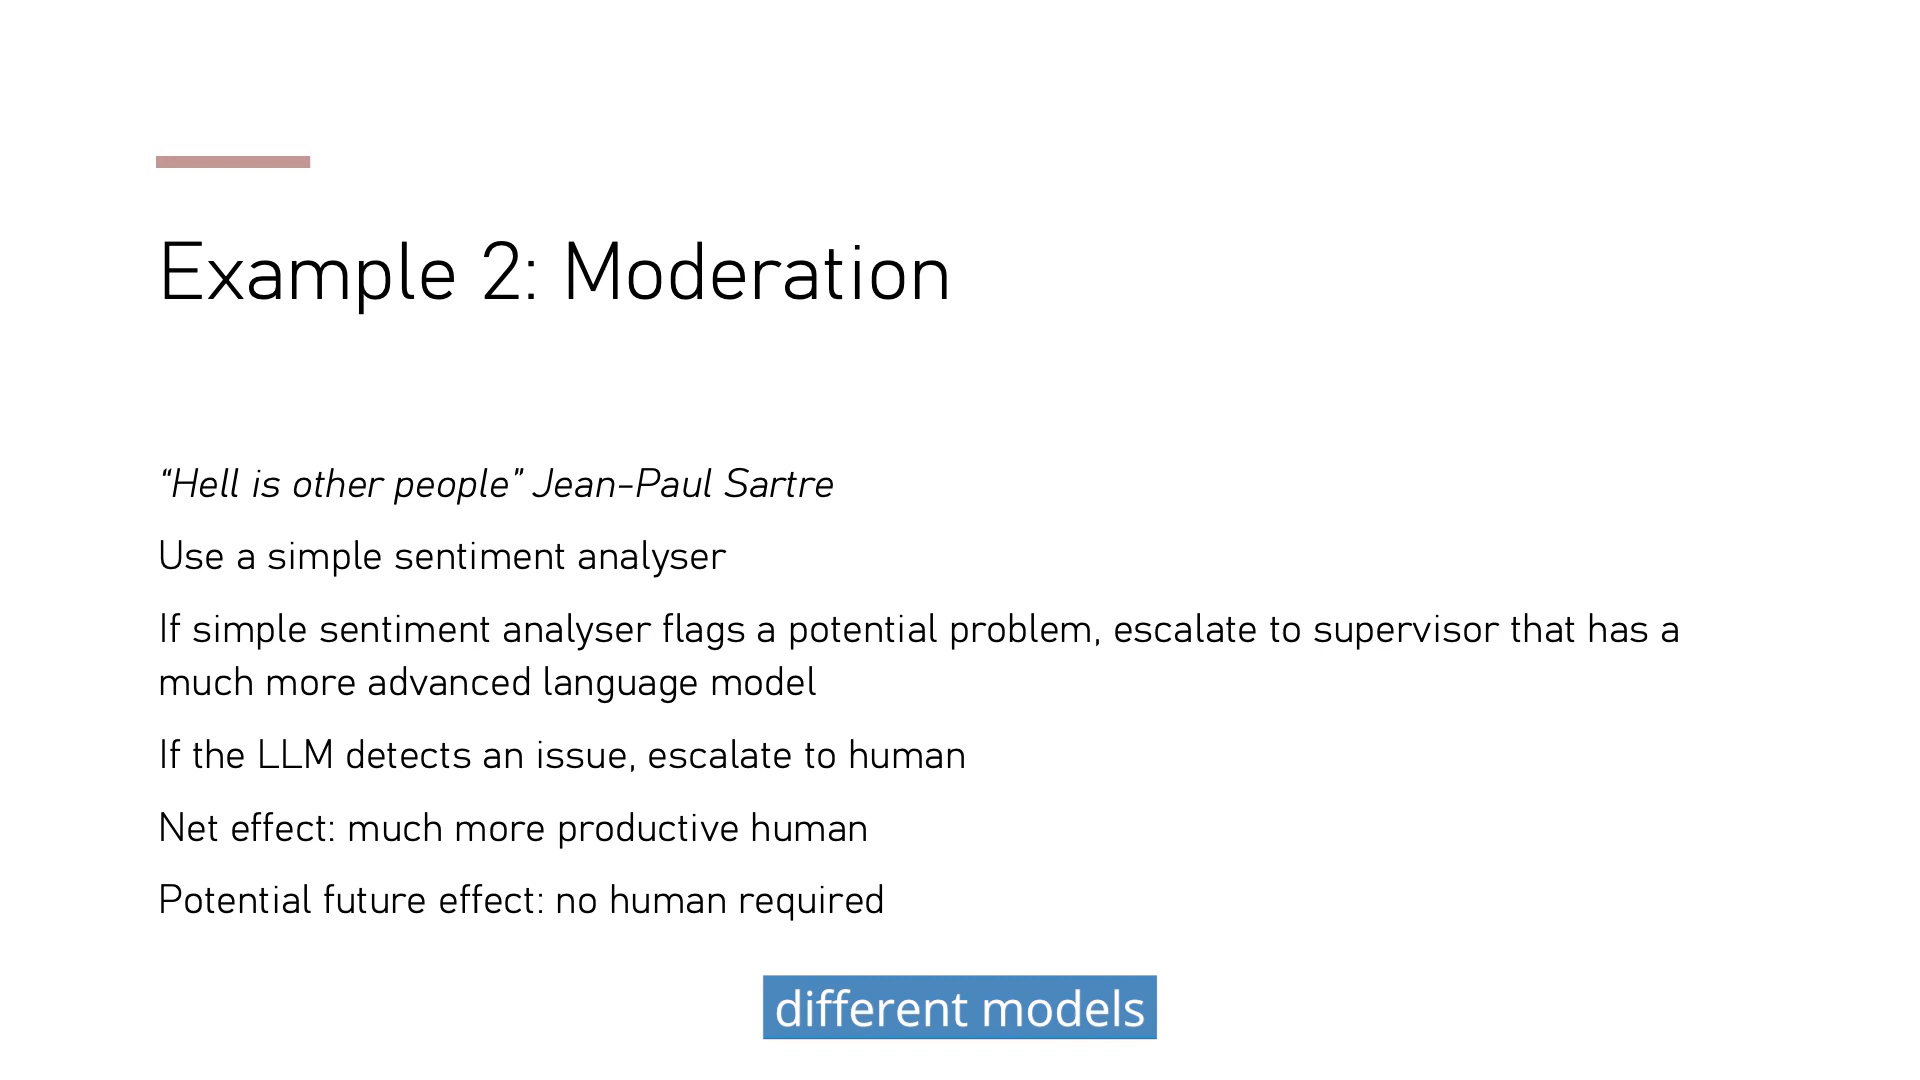 Example 2: Moderation
“Hell is other people” Jean-Paul Sartre
Use a simple sentiment analyser
If simple sentiment analyser flags a potential problem, escalate to supervisor that has a
much more advanced language model
If the LLM detects an issue, escalate to human
Net effect: much more productive human
Potential future effect: no human required
different models